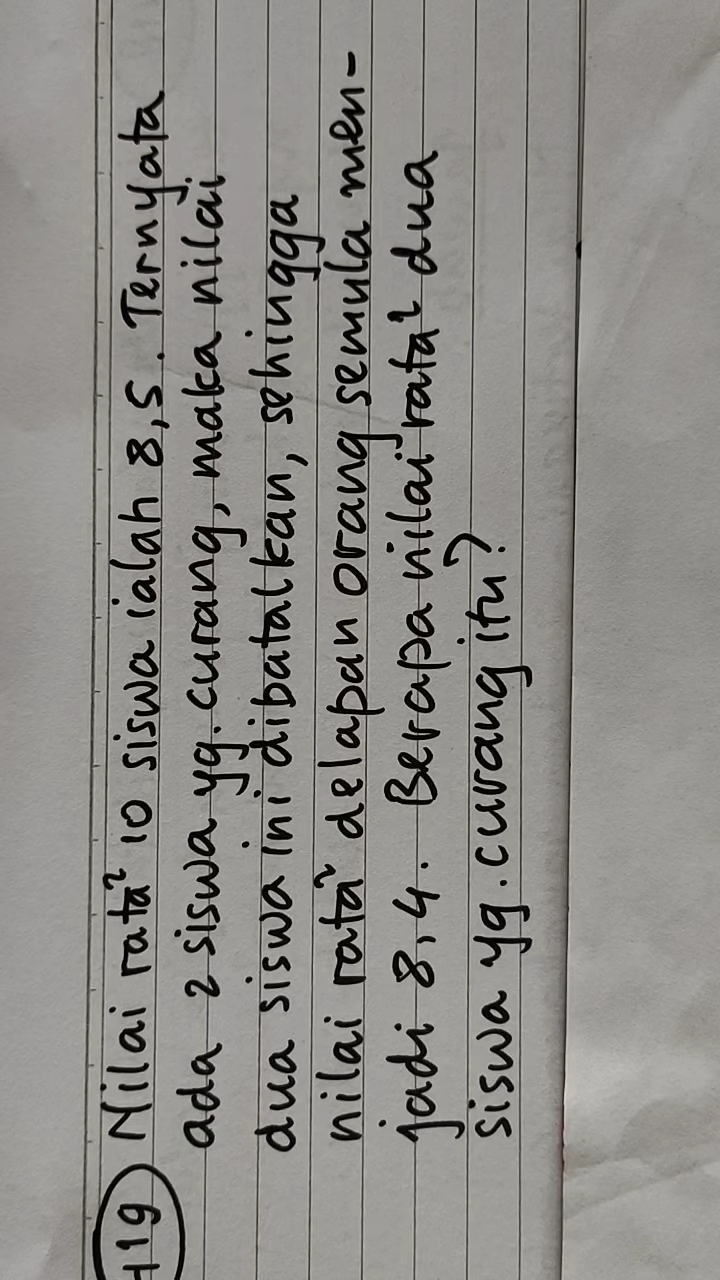 19 Nilai rata² 10 siswa ialah 8,5. Ternyata
ada 2 siswa yg. curang, maka nilai
dua siswa ini dibatalkan, sehingga
nilai rata² delapan orang semula men-
jadi 8,4. Berapa nilai rata² dua
siswa yg. curang itu?